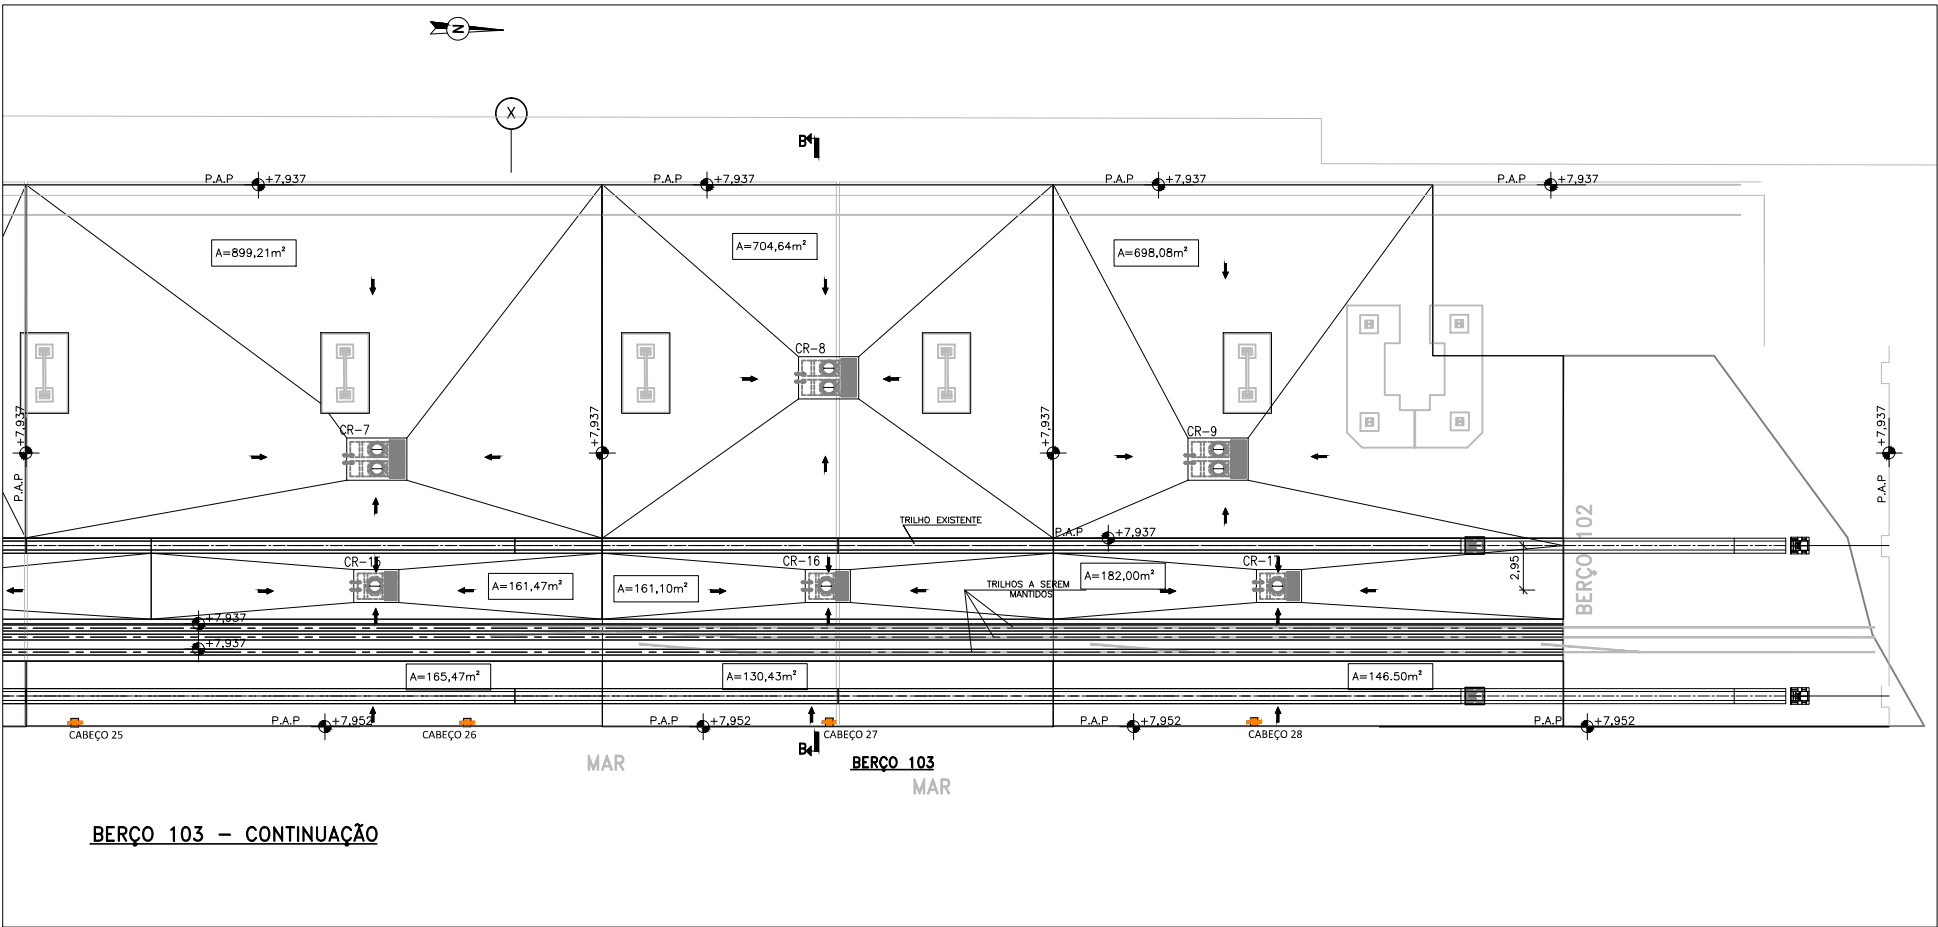 N
X
B
P.A.P +7,937
P.A.P +7,937
P.A.P +7,937
P.A.P +7,937
A=899,21m²
A=704,64m²
A=698,08m²
CR-8
CR-7
CR-9
P.A.P +7,937
+7,937
+7,937
P.A.P +7,937
TRILHO EXISTENTE
P.A.P +7,937
BERÇO 102
CR-15
CR-16
CR-17
2,95
A=161,47m²
A=161,10m²
TRILHOS A SEREM
MANTIDOS
A=182,00m²
+7,937
+7,937
A=165,47m²
A=130,43m²
A=146.50m²
P.A.P +7,952
P.A.P +7,952
P.A.P +7,952
P.A.P +7,952
CABEÇO 25
CABEÇO 26
CABEÇO 27
CABEÇO 28
B
MAR
BERÇO 103
MAR
BERÇO 103 – CONTINUAÇÃO